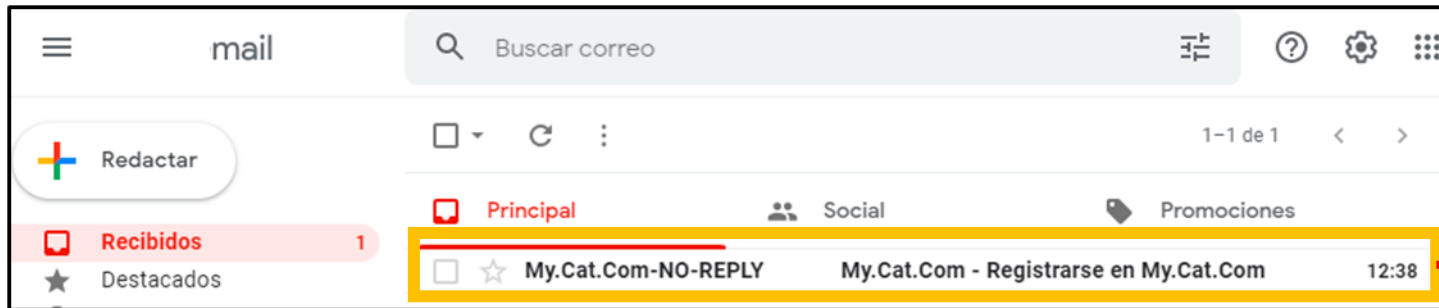 mail
Buscar correo
Redactar
1–1 de 1
Principal
Social
Promociones
Recibidos 1
My.Cat.Com-NO-REPLY My.Cat.Com - Registrarse en My.Cat.Com 12:38
Destacados